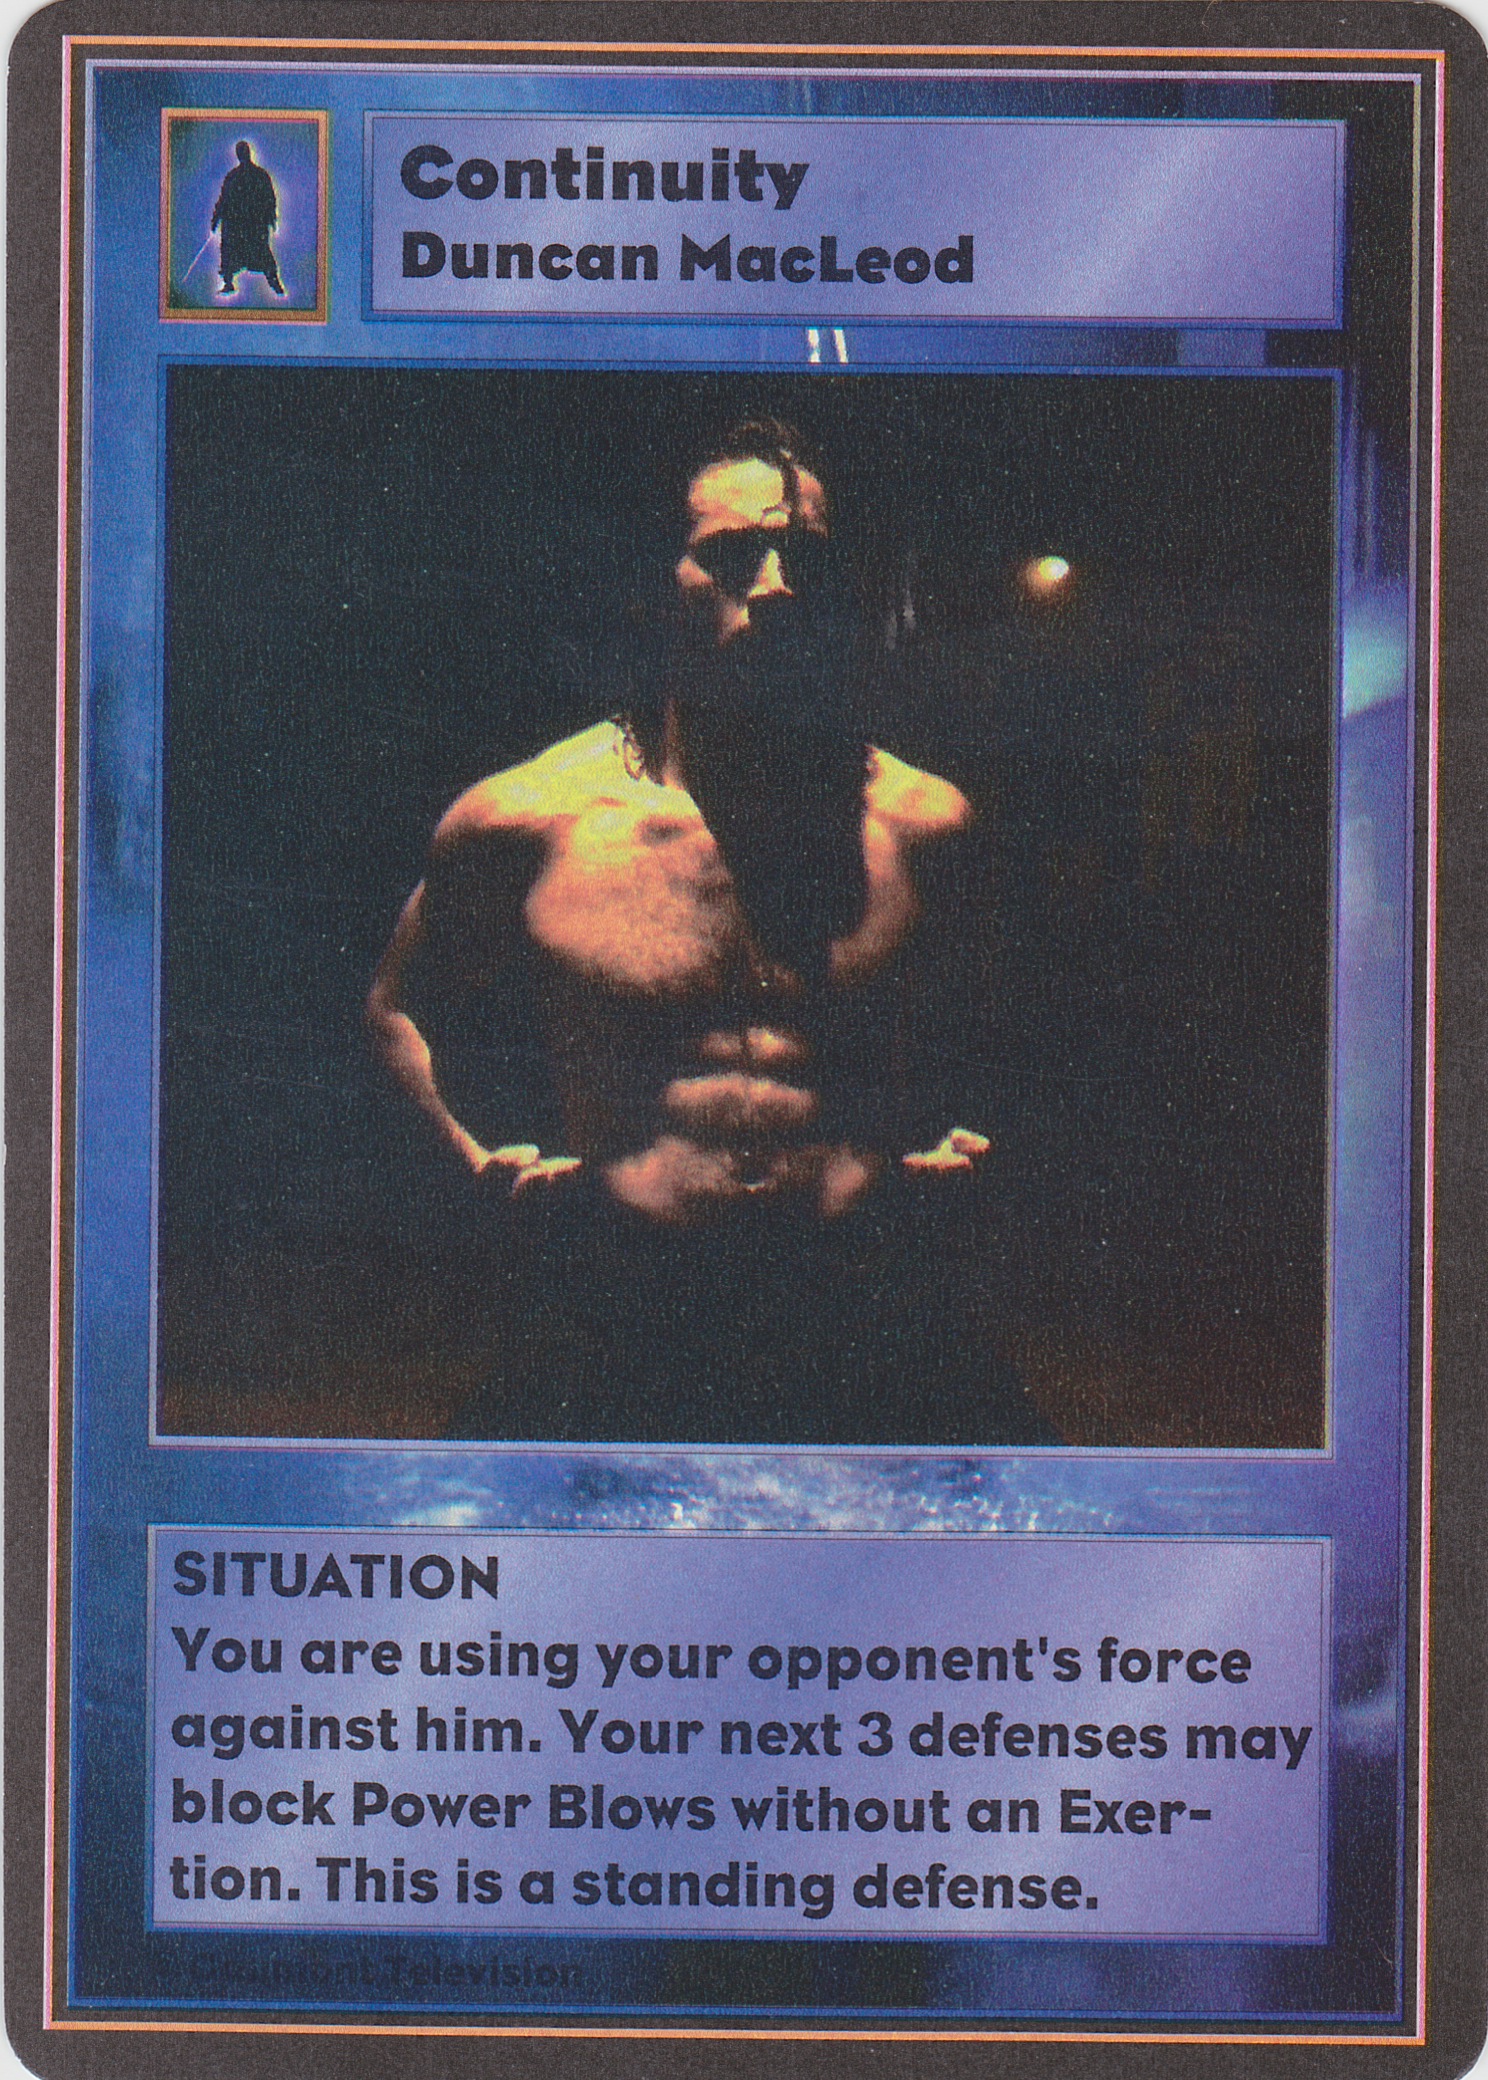 Continuity
Duncan MacLeod
SITUATION
You are using your opponent's force
against him. Your next 3 defenses may
block Power Blows without an Exer-
tion. This is a standing defense.
Television